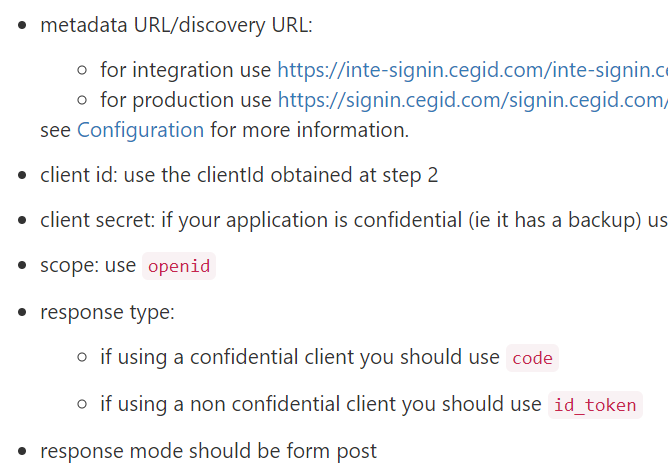 metadata URL/discovery URL:
for integration use https://inte-signin.cegid.com/inte-signin.c
for production use https://signin.cegid.com/signin.cegid.com/
see Configuration for more information.
client id: use the clientId obtained at step 2
client secret: if your application is confidential (ie it has a backup) us
scope: use openid
response type:
if using a confidential client you should use code
if using a non confidential client you should use id_token
response mode should be form post